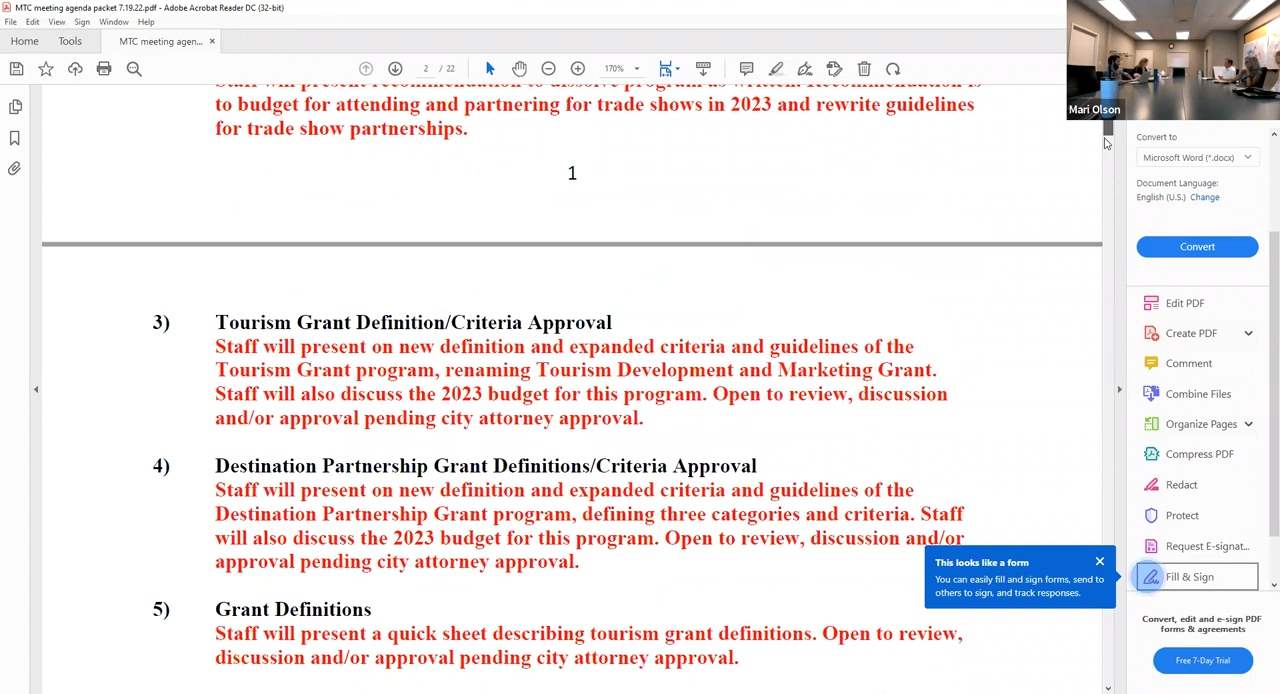 MTC meeting agenda packet 7.19.22.pdf - Adobe Acrobat Reader DC (32-bit)
File Edit View Sign Window Help
Home Tools MTC meeting agen... ×
2 / 22 170%
Mari Olson
Staff will present recommendation to dissolve program as written. Recommendation is
to budget for attending and partnering for trade shows in 2023 and rewrite guidelines
for trade show partnerships.
1
3) Tourism Grant Definition/Criteria Approval
Staff will present on new definition and expanded criteria and guidelines of the
Tourism Grant program, renaming Tourism Development and Marketing Grant.
Staff will also discuss the 2023 budget for this program. Open to review, discussion
and/or approval pending city attorney approval.
4) Destination Partnership Grant Definitions/Criteria Approval
Staff will present on new definition and expanded criteria and guidelines of the
Destination Partnership Grant program, defining three categories and criteria. Staff
will also discuss the 2023 budget for this program. Open to review, discussion and/or
approval pending city attorney approval.
5) Grant Definitions
Staff will present a quick sheet describing tourism grant definitions. Open to review,
discussion and/or approval pending city attorney approval.
This looks like a form
You can easily fill and sign forms, send to
others to sign, and track responses.
Convert to
Microsoft Word (*.docx)
Document Language:
English (U.S.) Change
Convert
Edit PDF
Create PDF
Comment
Combine Files
Organize Pages
Compress PDF
Redact
Protect
Request E-signat...
Fill & Sign
Convert, edit and e-sign PDF
forms & agreements
Free 7-Day Trial